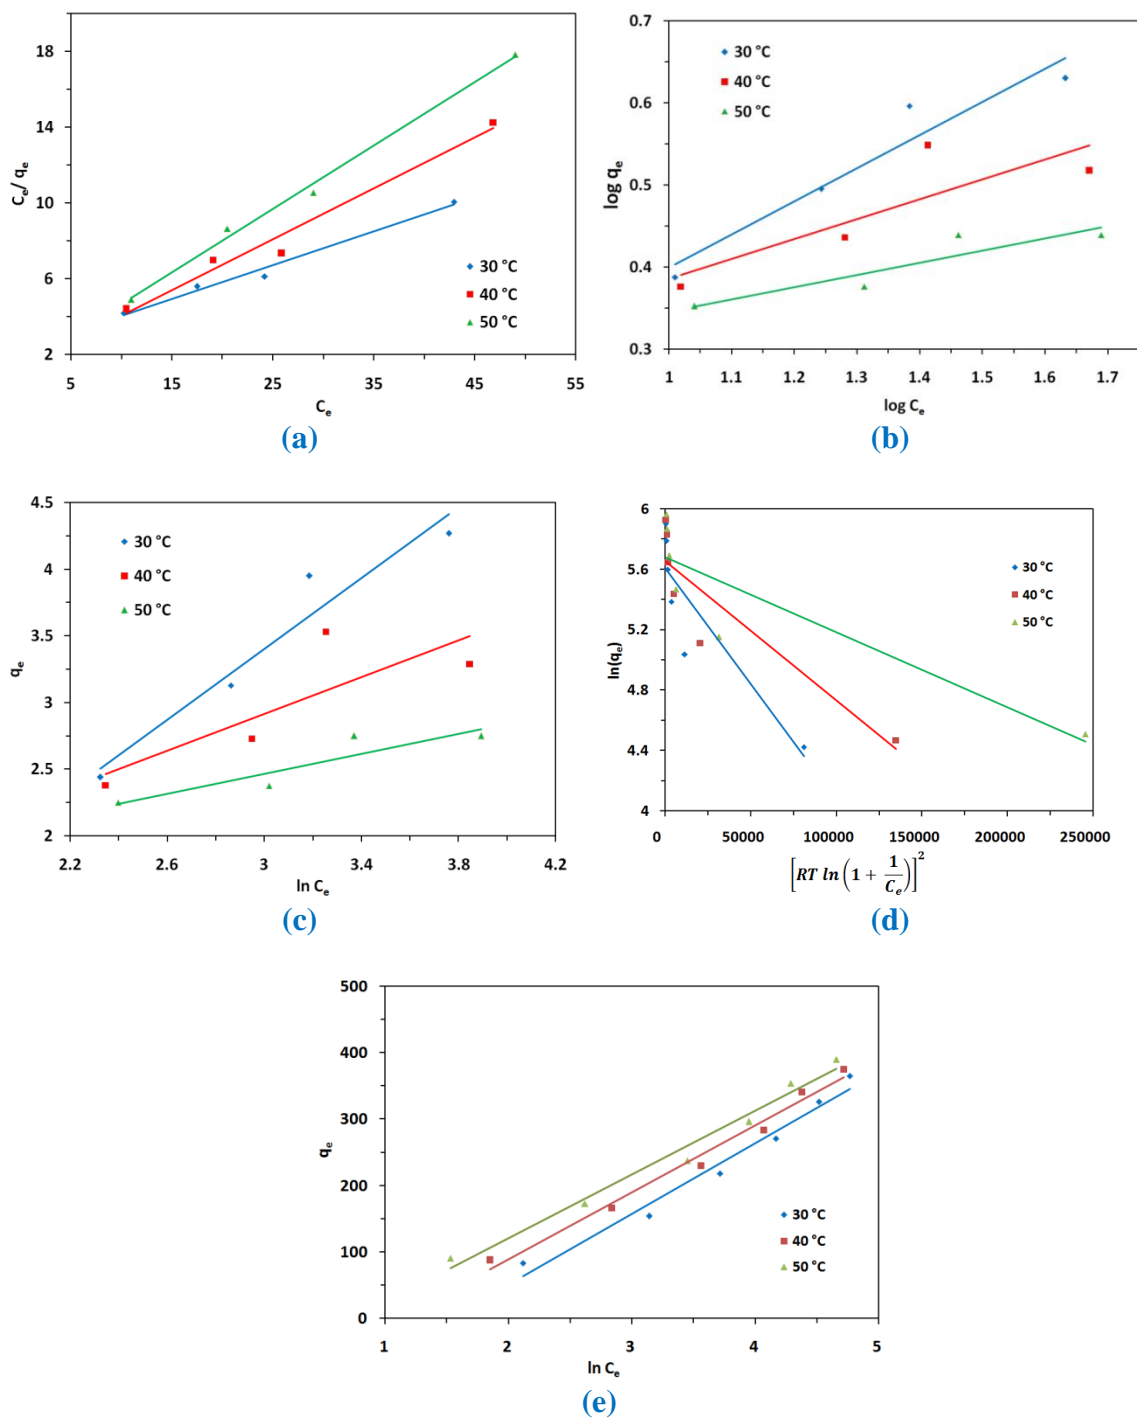 18
14
10
6
2
5
15
25
35
45
55
Cₑ/ qₑ
Cₑ
30 °C
40 °C
50 °C
(a)
0.7
0.6
0.5
0.4
0.3
1
1.1
1.2
1.3
1.4
1.5
1.6
1.7
log qₑ
log Cₑ
30 °C
40 °C
50 °C
(b)
4.5
4
3.5
3
2.5
2
2.2
2.6
3
3.4
3.8
4.2
qₑ
ln Cₑ
30 °C
40 °C
50 °C
(c)
6
5.6
5.2
4.8
4.4
4
0
50000
100000
150000
200000
250000
ln(qₑ)
[RT ln(1 + 1/Cₑ)]²
30 °C
40 °C
50 °C
(d)
500
400
300
200
100
0
1
2
3
4
5
qₑ
ln Cₑ
30 °C
40 °C
50 °C
(e)